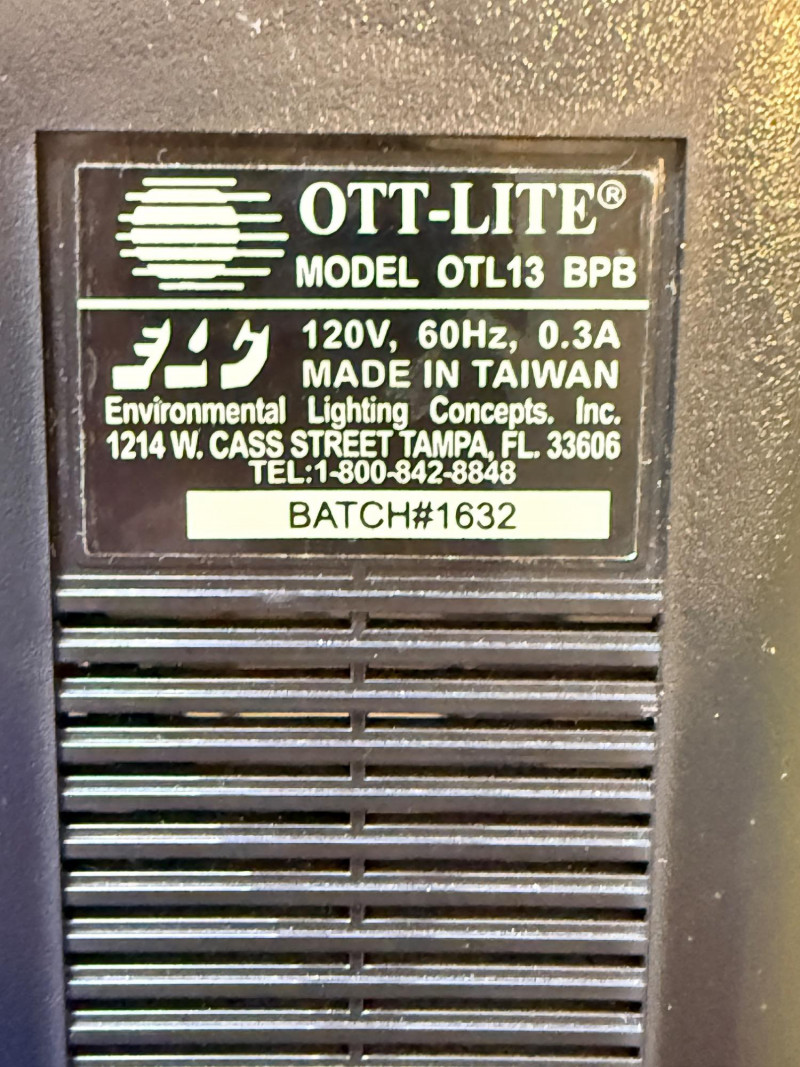 OTT-LITE®
MODEL OTL13 BPB
120V, 60Hz, 0.3A
MADE IN TAIWAN
Environmental Lighting Concepts. Inc.
1214 W. CASS STREET TAMPA, FL. 33606
TEL:1-800-842-8848
BATCH#1632